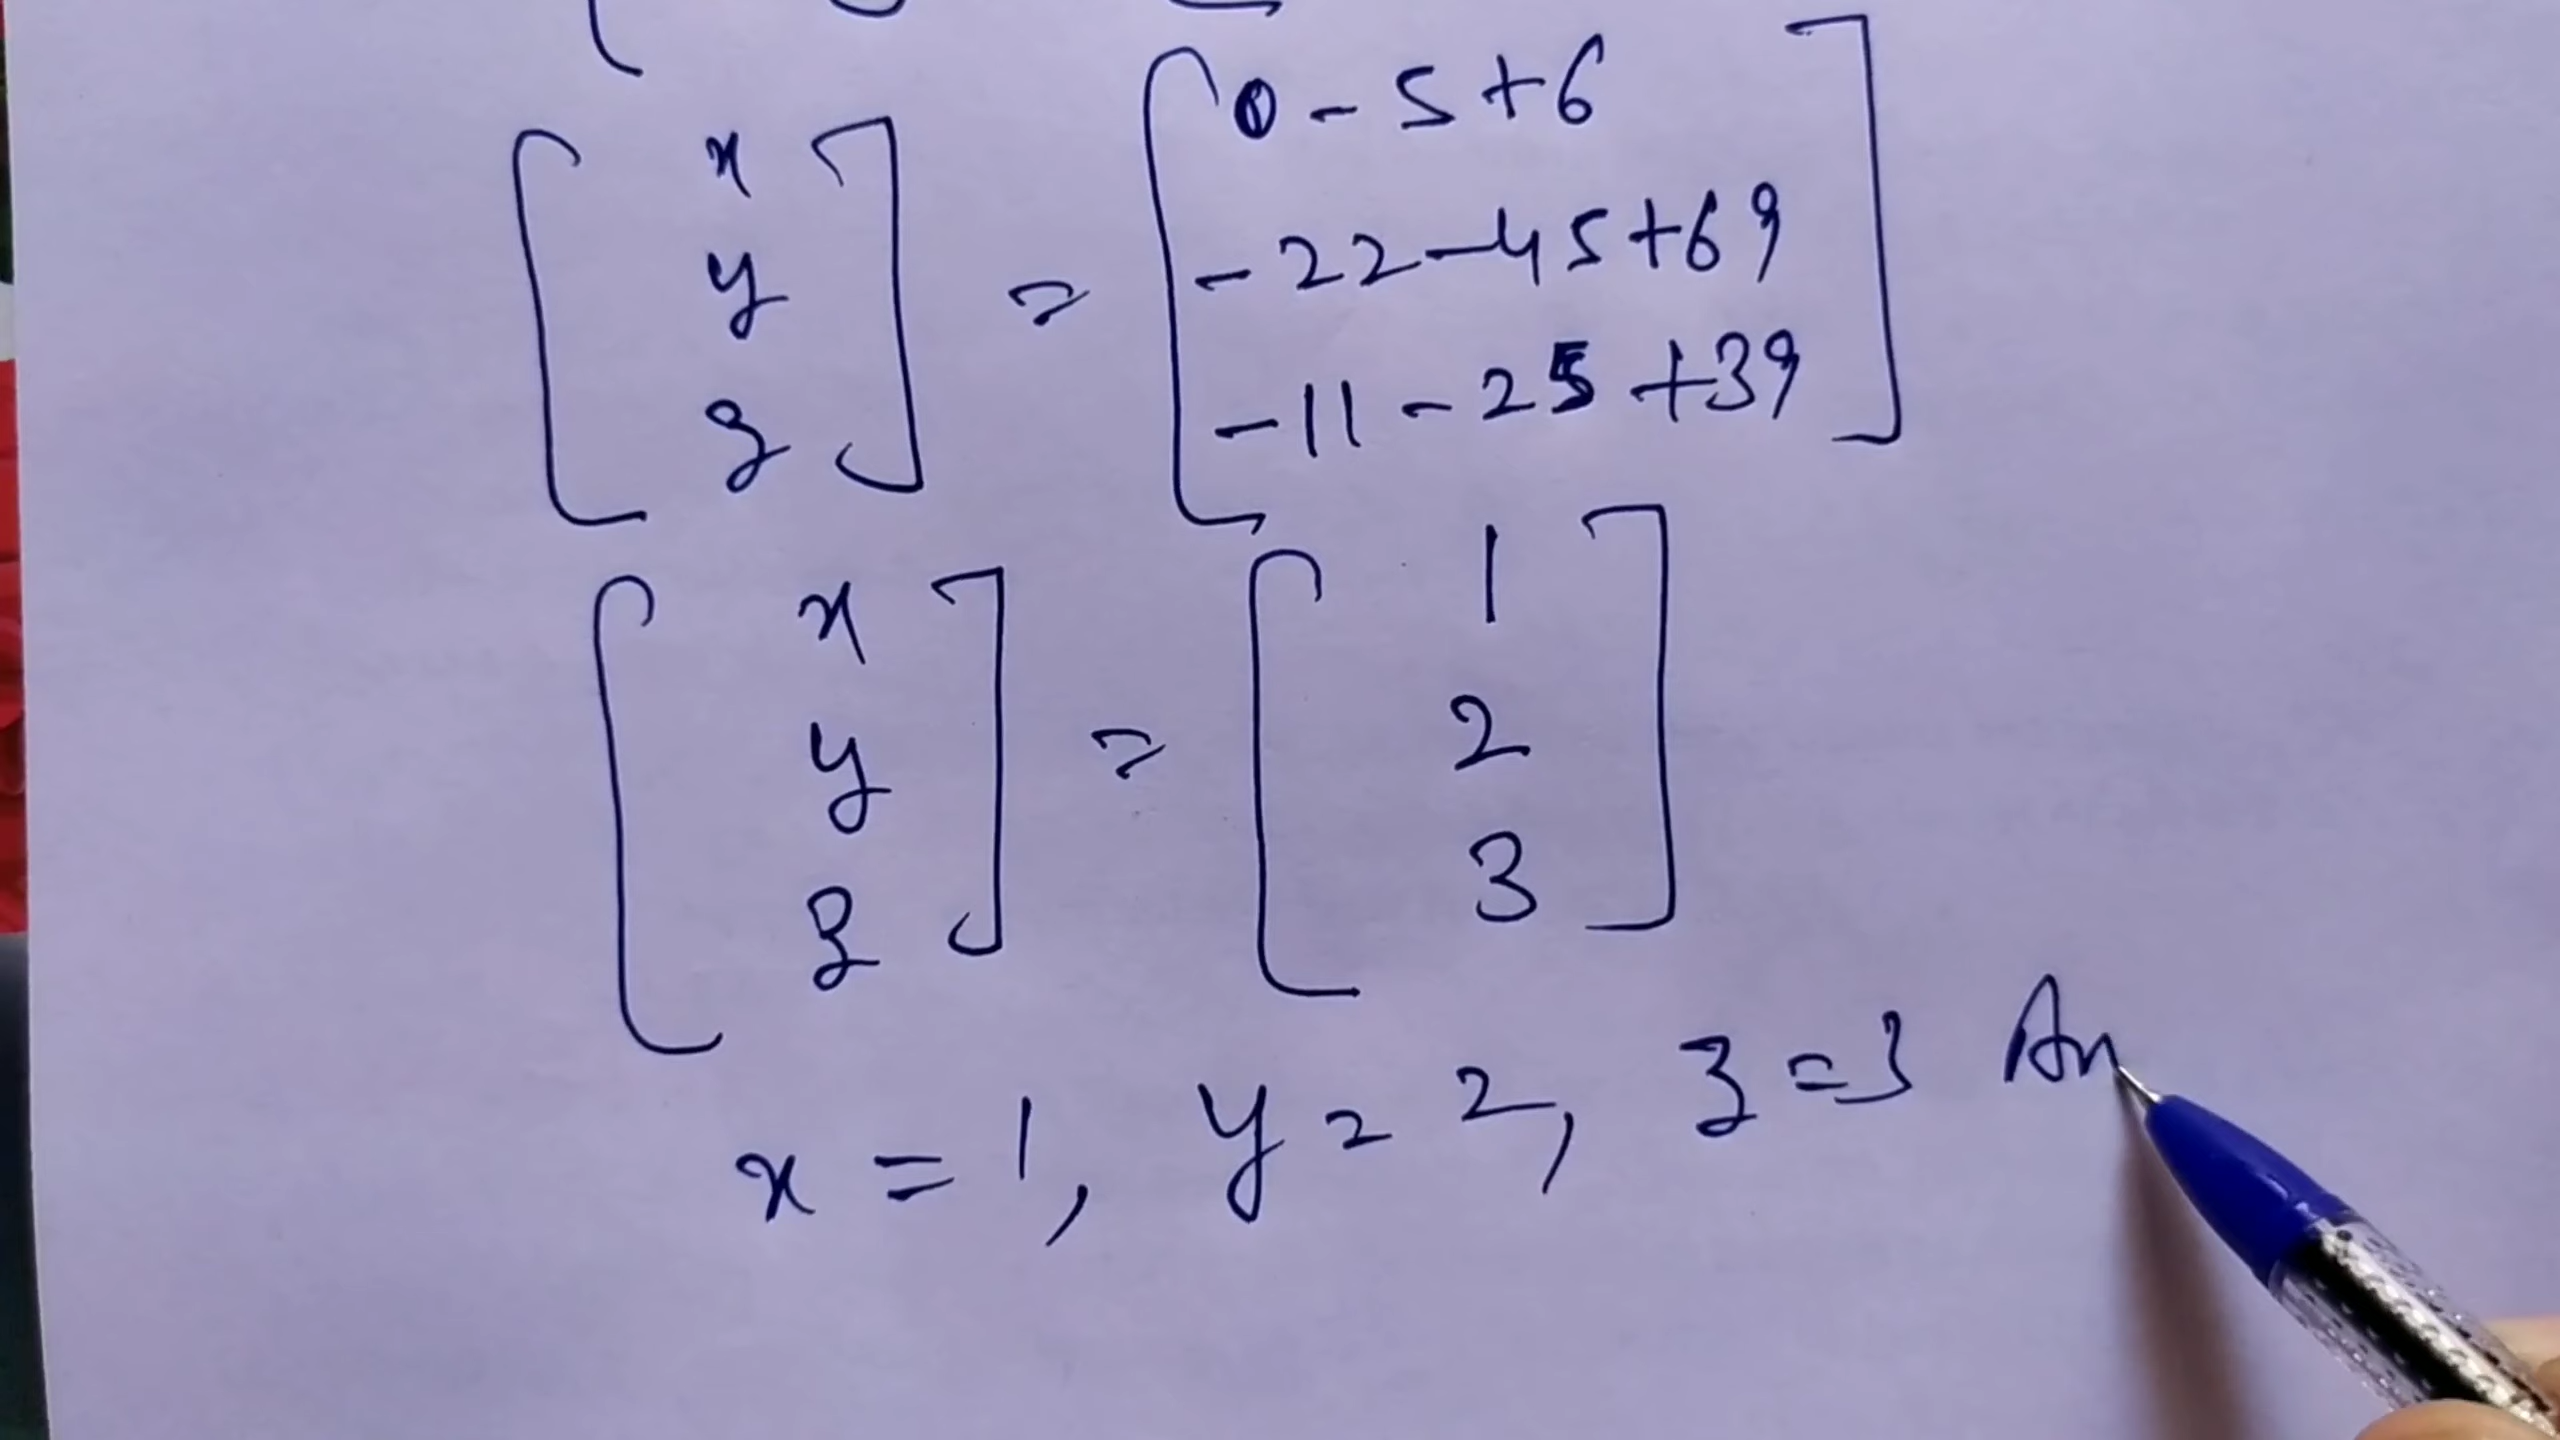 x 0 - 5 + 6
y = -22 - 45 + 69
z -11 - 25 + 39
x 1
y = 2
z 3
x = 1, y = 2, z = 3 An